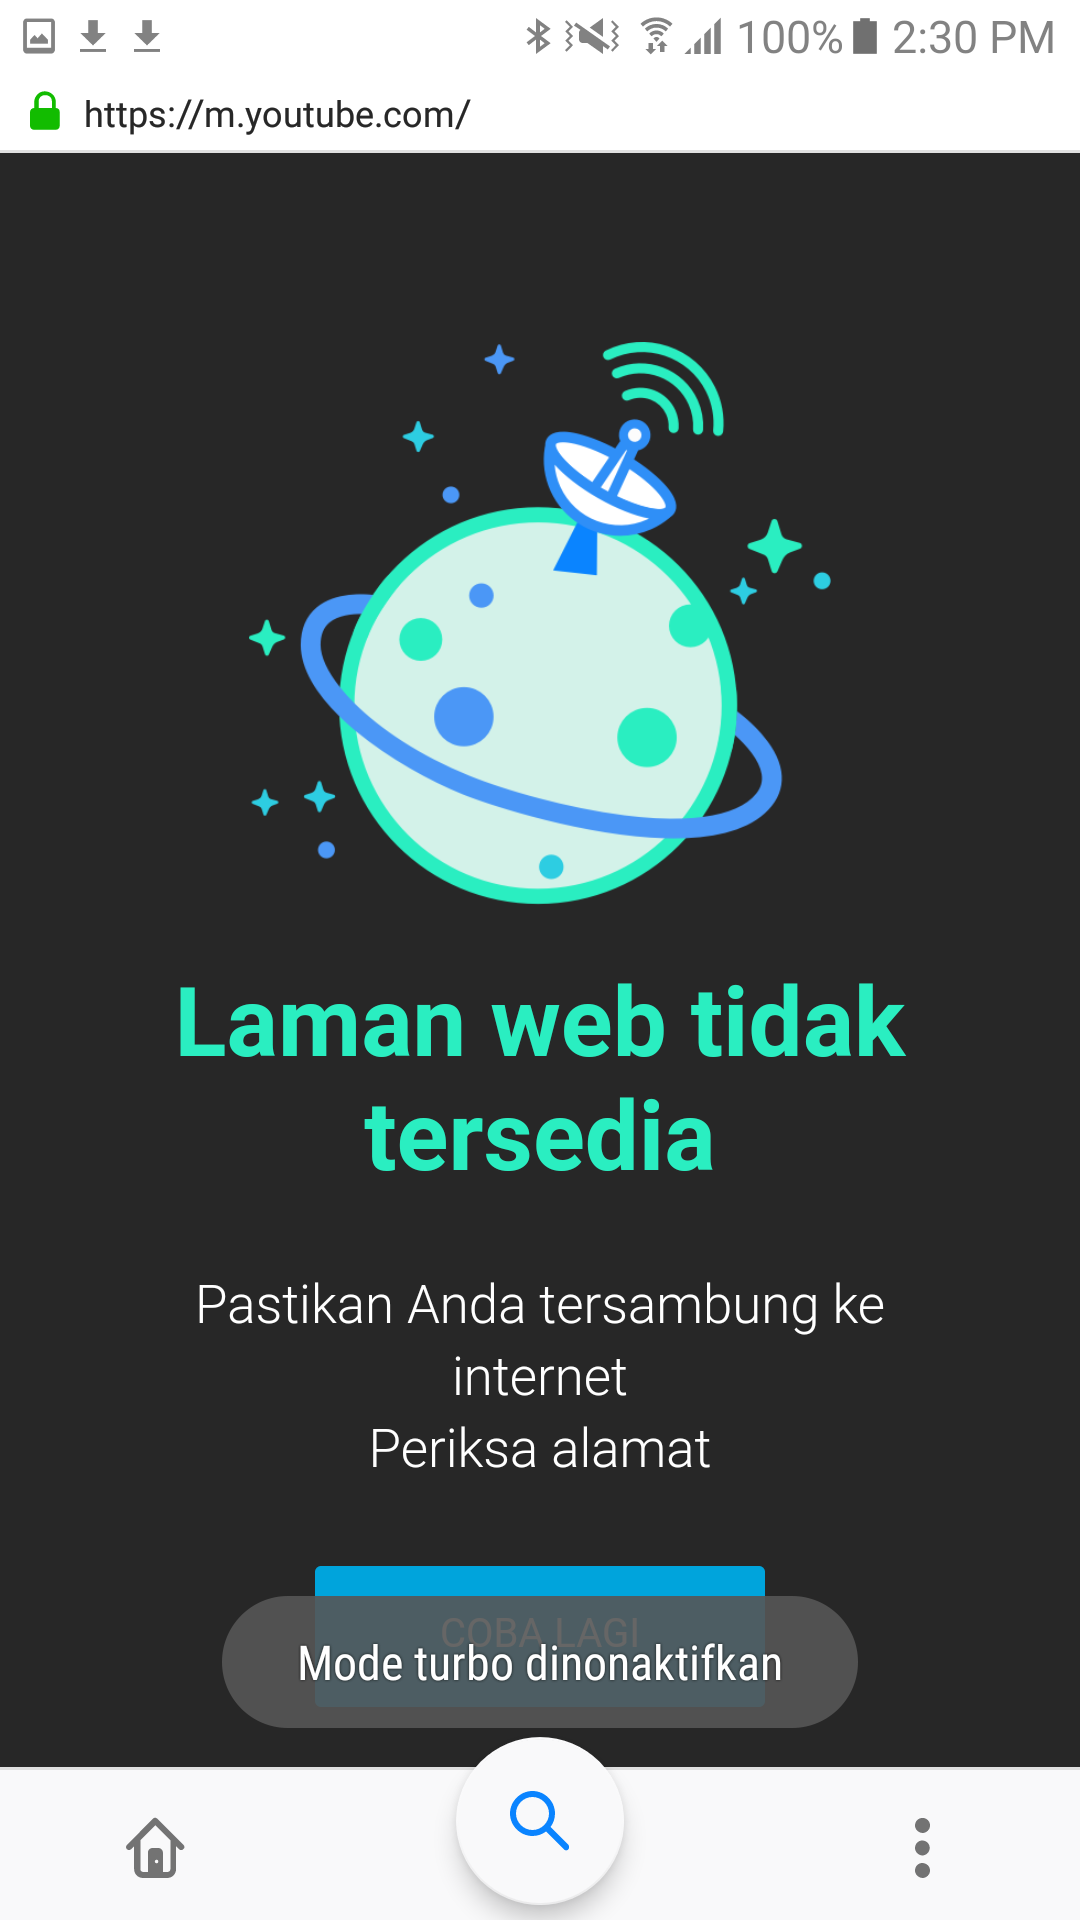 100% 2:30 PM
https://m.youtube.com/
Laman web tidak
tersedia
Pastikan Anda tersambung ke
internet
Periksa alamat
COBA LAGI
Mode turbo dinonaktifkan